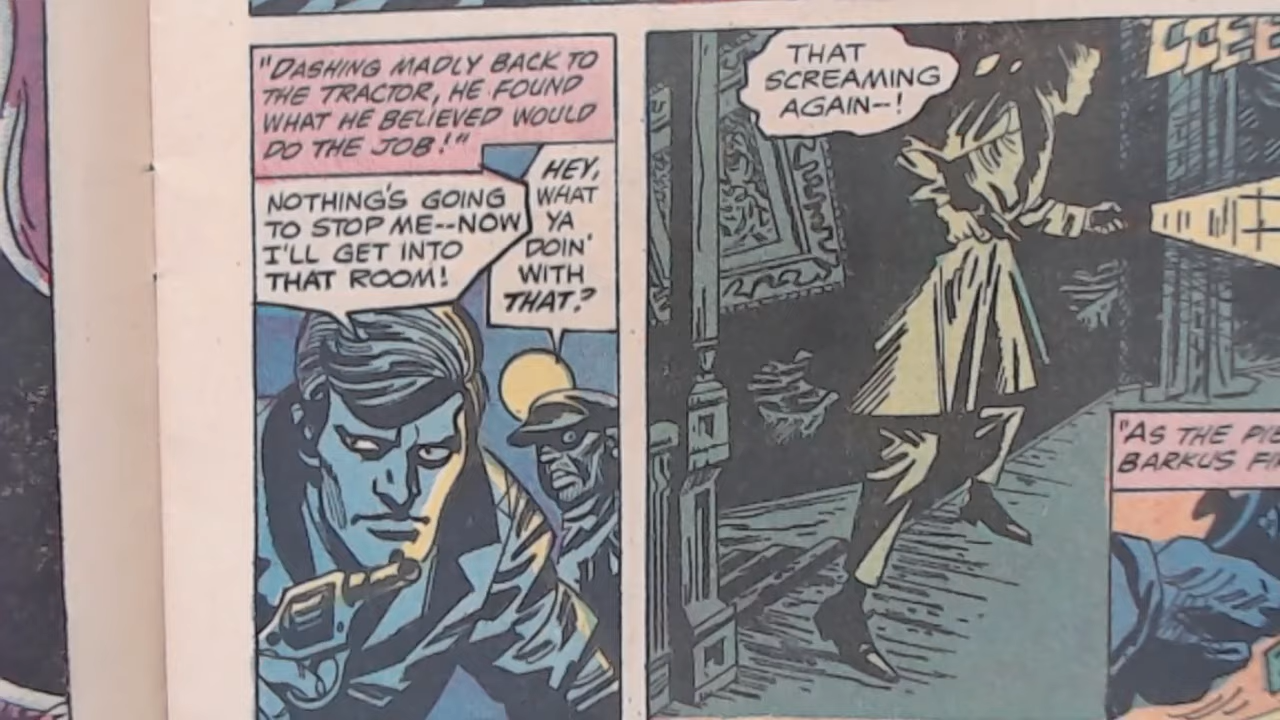 "DASHING MADLY BACK TO
THE TRACTOR, HE FOUND
WHAT HE BELIEVED WOULD
DO THE JOB!"
NOTHING'S GOING
TO STOP ME--NOW
I'LL GET INTO
THAT ROOM!
HEY,
WHAT
YA
DOIN'
WITH
THAT?
THAT
SCREAMING
AGAIN--!
"AS THE
BARKUS